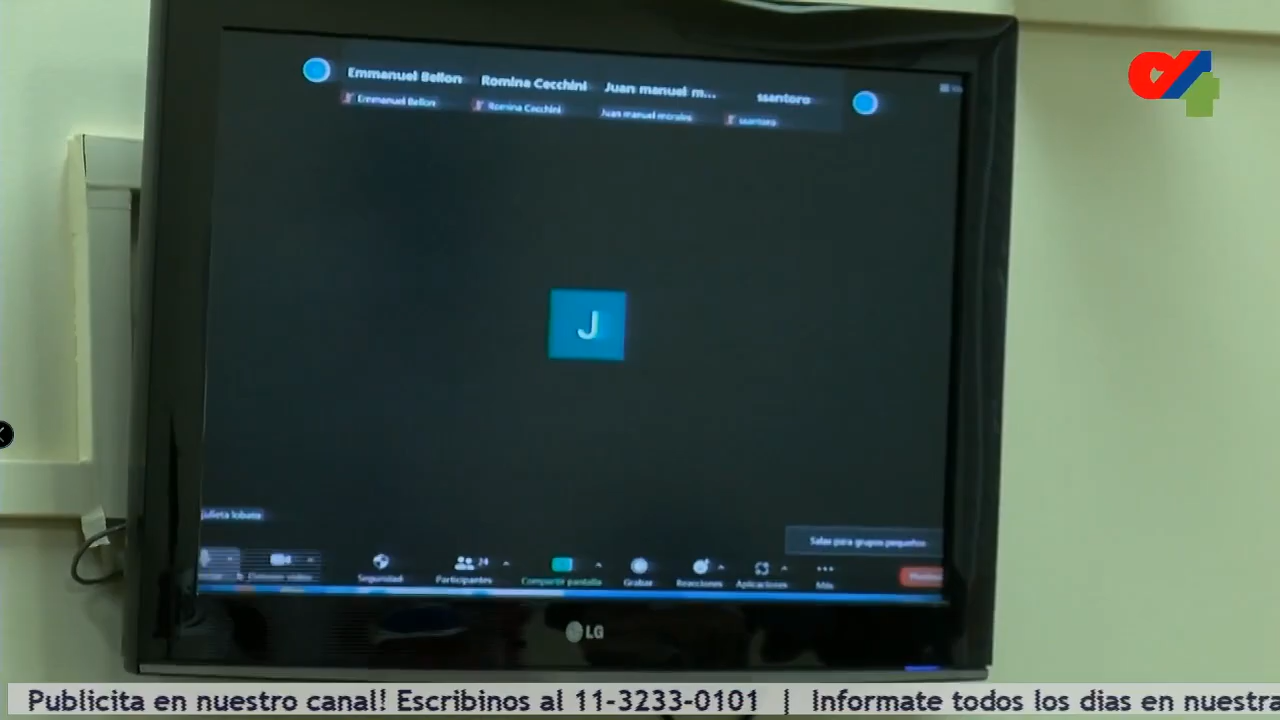 Emmanuel Bellon
Romina Cecchini
Juan manuel m...
ssantoro
Emmanuel Bellon
Romina Cecchini
Juan manuel morales
ssantoro
J
julieta lobato
Salas para grupos pequeños
Seguridad
Participantes
24
Compartir pantalla
Grabar
Reacciones
Aplicaciones
Más
LG
Publicita en nuestro canal! Escribinos al 11-3233-0101 | Informate todos los dias en nuestra